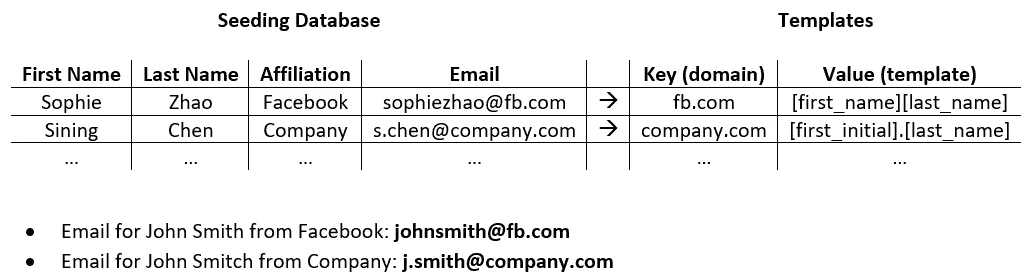 Seeding Database Templates
First Name Last Name Affiliation Email Key (domain) Value (template)
Sophie Zhao Facebook sophiezhao@fb.com → fb.com [first_name][last_name]
Sining Chen Company s.chen@company.com → company.com [first_initial].[last_name]
... ... ... ... ... ...
• Email for John Smith from Facebook: johnsmith@fb.com
• Email for John Smitch from Company: j.smith@company.com